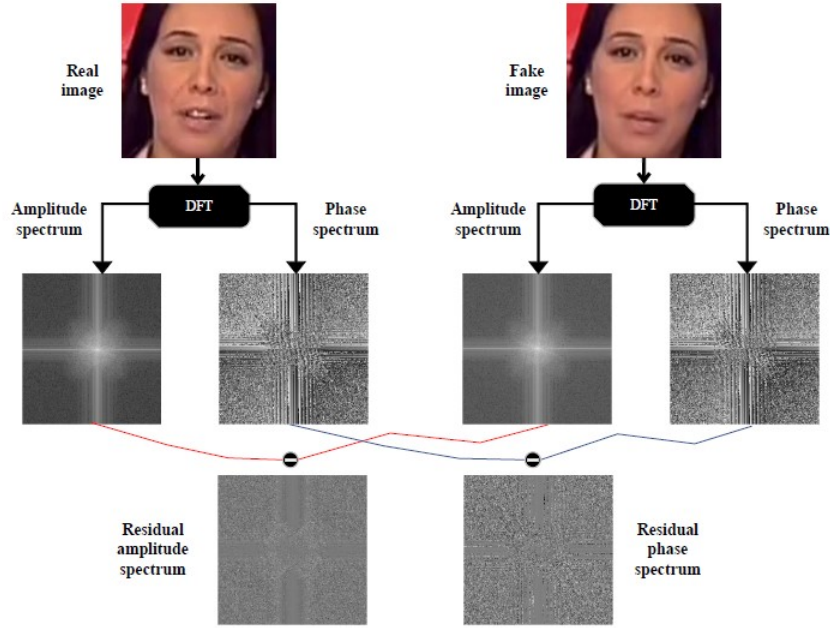 Real
image
Fake
image
DFT
DFT
Amplitude
spectrum
Phase
spectrum
Amplitude
spectrum
Phase
spectrum
Residual
amplitude
spectrum
Residual
phase
spectrum